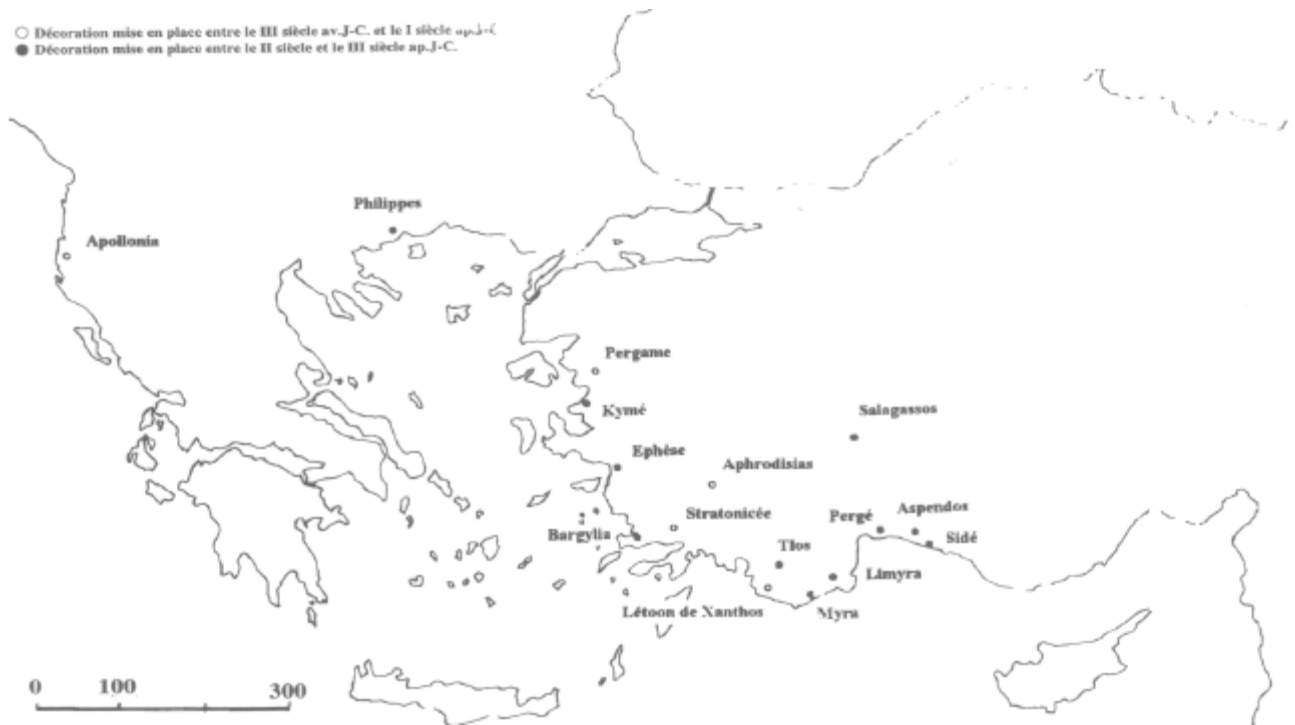 Décoration mise en place entre le III siècle av.J-C. et le I siècle ap.J-C
Décoration mise en place entre le II siècle et le III siècle ap.J-C.
Philippes
Apollonia
Pergame
Kymé
Salagassos
Ephèse
Aphrodisias
Stratonicée
Pergé
Aspendos
Bargylia
Sidé
Tlos
Limyra
Létoon de Xanthos
Myra
0 100 300